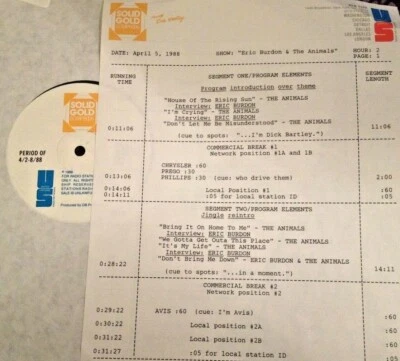 SOLID
GOLD
DATE: April 5, 1988 SHOW: "Eric Burdon & The Animals" HOUR: 2
PAGE: 1
RUNNING TIME SEGMENT ONE/PROGRAM ELEMENTS SEGMENT LENGTH
Program introduction over theme
"House Of The Rising Sun" - THE ANIMALS
Interview: ERIC BURDON
"I'm Crying" - THE ANIMALS
Interview: ERIC BURDON
"Don't Let Me Be Misunderstood" - THE ANIMALS
0:11:06 11:06
(cue to spots: "...I'm Dick Bartley.")
COMMERCIAL BREAK #1
Network position #1A and 1B
CHRYSLER :60
PREGO :30
0:13:06 PHILLIPS :30 (cue: who drive them) 2:00
0:14:06 Local Position #1 :60
0:14:11 :05 for local station ID :05
SEGMENT TWO/PROGRAM ELEMENTS
Jingle reintro
"Bring It On Home To Me" - THE ANIMALS
Interview: ERIC BURDON
"We Gotta Get Outa This Place" - THE ANIMALS
"It's My Life" - THE ANIMALS
Interview: ERIC BURDON
"Don't Bring Me Down" - ERIC BURDON & THE ANIMALS
0:28:22 14:11
(cue to spots: "...in a moment.")
COMMERCIAL BREAK #2
Network position #2
0:29:22 AVIS :60 (cue: I'm Avis) :60
0:30:22 Local position #2A :60
0:31:22 Local position #2B :60
0:31:27 :05 for local station ID :05
SOLID
GOLD
PERIOD OF
4/2-8/88
US